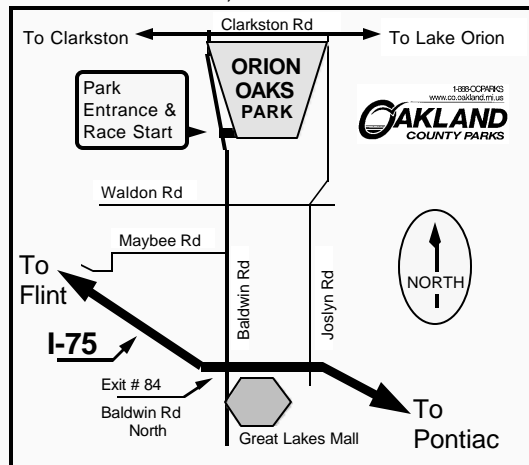 Clarkston Rd
To Clarkston
To Lake Orion
ORION
OAKS
PARK
Park
Entrance &
Race Start
1-888-OCPARKS
www.co.oakland.mi.us
OAKLAND
COUNTY PARKS
Waldon Rd
Maybee Rd
To
Flint
Baldwin Rd
Joslyn Rd
NORTH
I-75
Exit # 84
Baldwin Rd
North
Great Lakes Mall
To
Pontiac